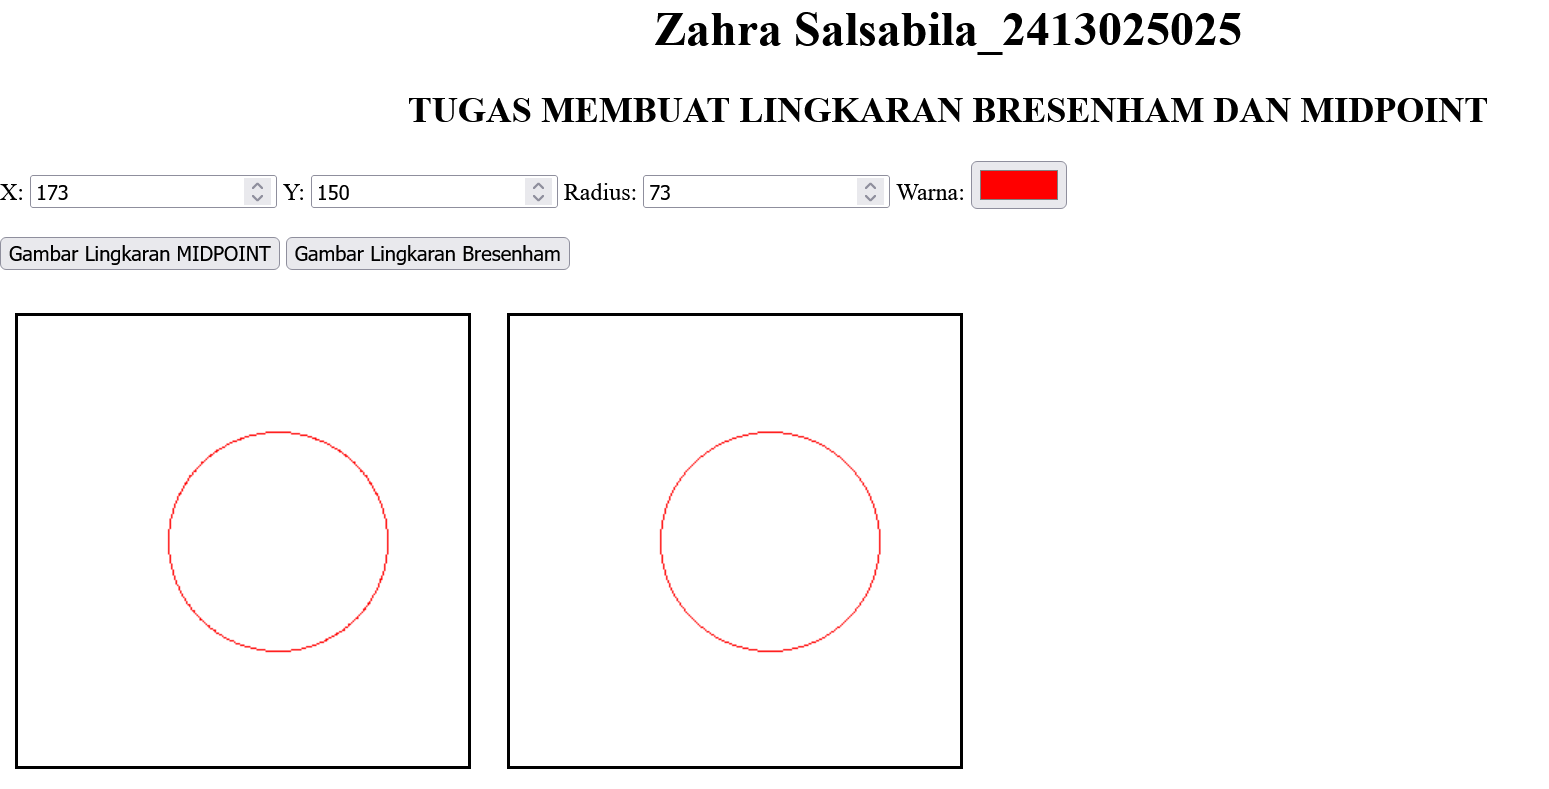 Zahra Salsabila_2413025025
TUGAS MEMBUAT LINGKARAN BRESENHAM DAN MIDPOINT
X: 173 Y: 150 Radius: 73 Warna:
Gambar Lingkaran MIDPOINT Gambar Lingkaran Bresenham